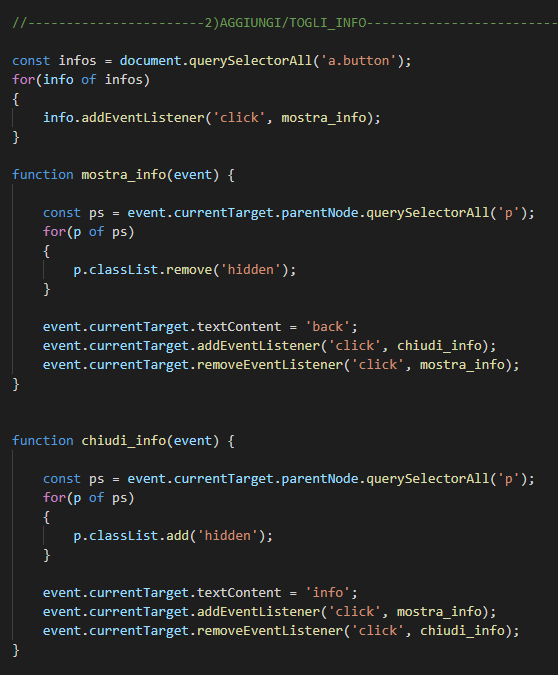 //-----------------------2)AGGIUNGI/TOGLI_INFO-------------------------
const infos = document.querySelectorAll('a.button');
for(info of infos)
{
    info.addEventListener('click', mostra_info);
}
function mostra_info(event) {
    const ps = event.currentTarget.parentNode.querySelectorAll('p');
    for(p of ps)
    {
        p.classList.remove('hidden');
    }
    event.currentTarget.textContent = 'back';
    event.currentTarget.addEventListener('click', chiudi_info);
    event.currentTarget.removeEventListener('click', mostra_info);
}
function chiudi_info(event) {
    const ps = event.currentTarget.parentNode.querySelectorAll('p');
    for(p of ps)
    {
        p.classList.add('hidden');
    }
    event.currentTarget.textContent = 'info';
    event.currentTarget.addEventListener('click', mostra_info);
    event.currentTarget.removeEventListener('click', chiudi_info);
}